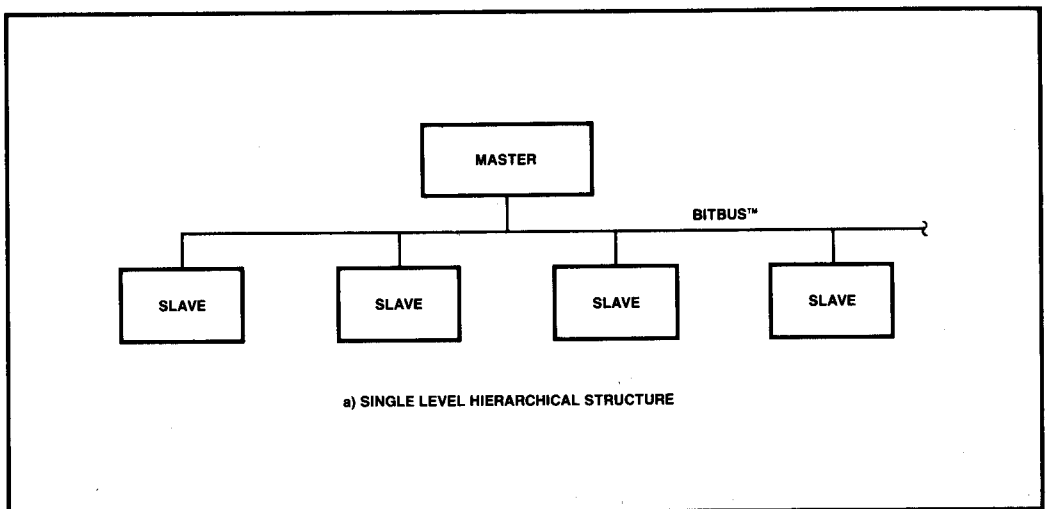 MASTER
BITBUS™
SLAVE SLAVE SLAVE SLAVE
a) SINGLE LEVEL HIERARCHICAL STRUCTURE